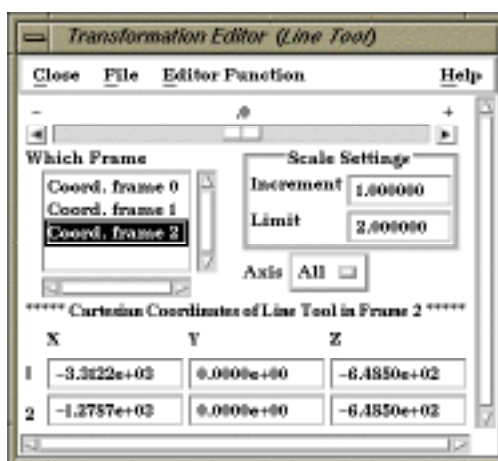 Transformation Editor (Line Tool)
Close File Editor Function Help
- .0 +
Which Frame
Coord. frame 0
Coord. frame 1
Coord. frame 2
Scale Settings
Increment 1.000000
Limit 2.000000
Axis All
***** Cartesian Coordinates of Line Tool in Frame 2 *****
X Y Z
1 -3.3122e+03 0.0000e+00 -6.4850e+02
2 -1.2787e+03 0.0000e+00 -6.4850e+02